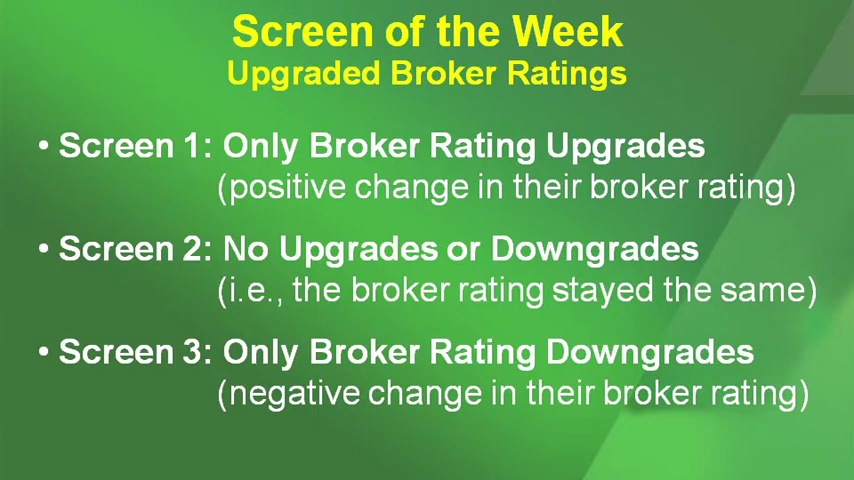 Screen of the Week
Upgraded Broker Ratings
• Screen 1: Only Broker Rating Upgrades
(positive change in their broker rating)
• Screen 2: No Upgrades or Downgrades
(i.e., the broker rating stayed the same)
• Screen 3: Only Broker Rating Downgrades
(negative change in their broker rating)